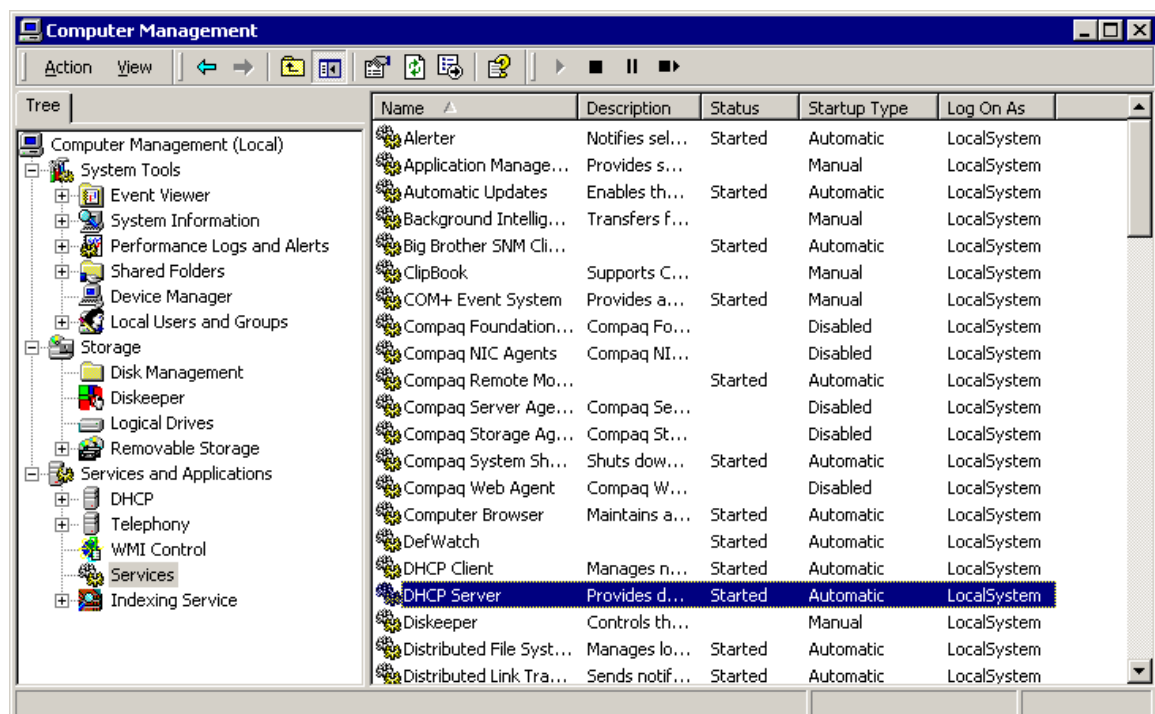 Computer Management
Action View
Tree
Computer Management (Local)
System Tools
Event Viewer
System Information
Performance Logs and Alerts
Shared Folders
Device Manager
Local Users and Groups
Storage
Disk Management
Diskeeper
Logical Drives
Removable Storage
Services and Applications
DHCP
Telephony
WMI Control
Services
Indexing Service
Name Description Status Startup Type Log On As
Alerter Notifies sel... Started Automatic LocalSystem
Application Manage... Provides s... Manual LocalSystem
Automatic Updates Enables th... Started Automatic LocalSystem
Background Intellig... Transfers f... Manual LocalSystem
Big Brother SNM Cli... Started Automatic LocalSystem
ClipBook Supports C... Manual LocalSystem
COM+ Event System Provides a... Started Manual LocalSystem
Compaq Foundation... Compaq Fo... Disabled LocalSystem
Compaq NIC Agents Compaq NI... Disabled LocalSystem
Compaq Remote Mo... Started Automatic LocalSystem
Compaq Server Age... Compaq Se... Disabled LocalSystem
Compaq Storage Ag... Compaq St... Disabled LocalSystem
Compaq System Sh... Shuts dow... Started Automatic LocalSystem
Compaq Web Agent Compaq W... Disabled LocalSystem
Computer Browser Maintains a... Started Automatic LocalSystem
DefWatch Started Automatic LocalSystem
DHCP Client Manages n... Started Automatic LocalSystem
DHCP Server Provides d... Started Automatic LocalSystem
Diskeeper Controls th... Manual LocalSystem
Distributed File Syst... Manages lo... Started Automatic LocalSystem
Distributed Link Tra... Sends notif... Started Automatic LocalSystem